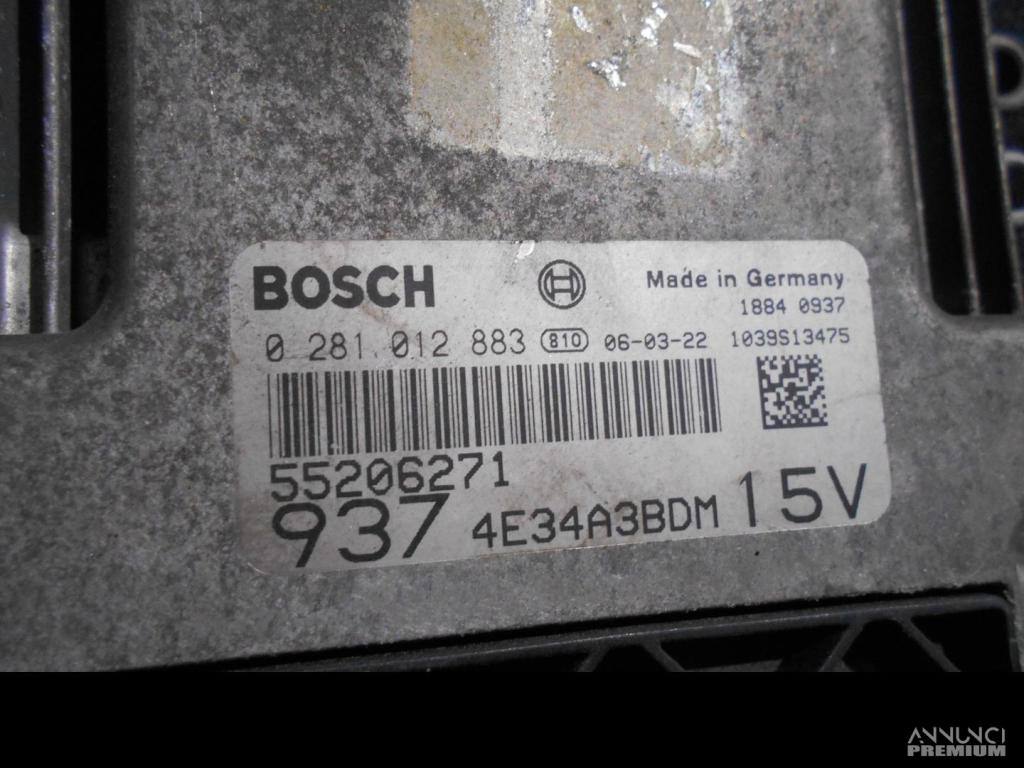 BOSCH
Made in Germany
1884 0937
0 281 012 883 810 06-03-22 1039S13475
55206271
937 4E34A3BDM 15V
ANNUNCI
PREMIUM